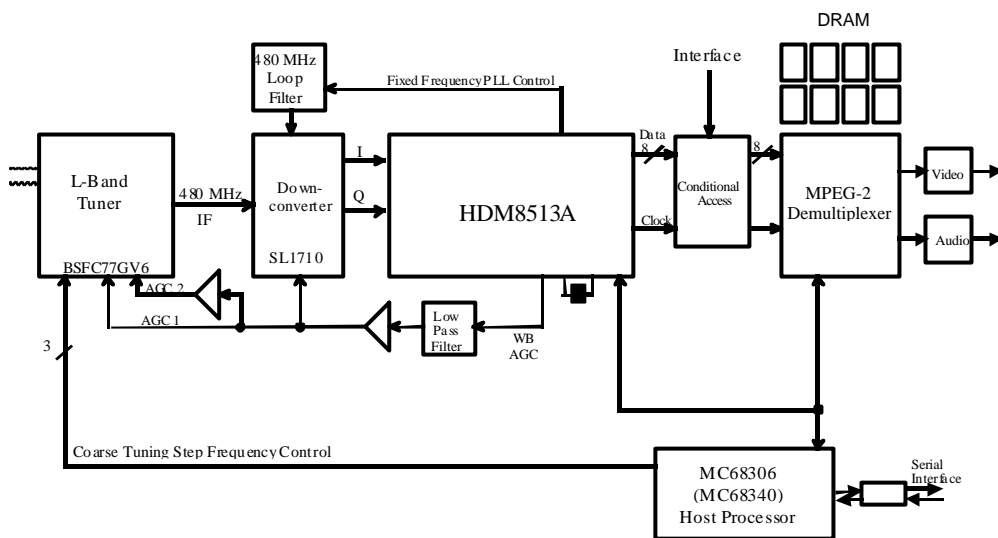 DRAM
480 MHz
Loop
Filter
Fixed Frequency PLL Control
Interface
L-Band
Tuner
BSFC77GV6
480 MHz
IF
Down-
converter
SL1710
I
Q
HDM8513A
Data
8
Clock
Conditional
Access
8
MPEG-2
Demultiplexer
Video
Audio
AGC 2
AGC 1
Low
Pass
Filter
WB
AGC
3
Coarse Tuning Step Frequency Control
MC68306
(MC68340)
Host Processor
Serial
Interface